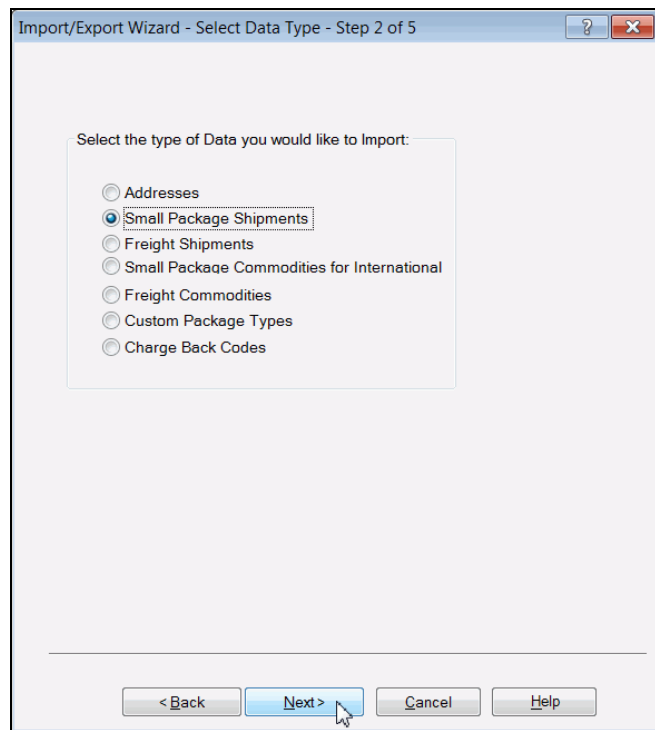 Import/Export Wizard - Select Data Type - Step 2 of 5
Select the type of Data you would like to Import:
Addresses
Small Package Shipments
Freight Shipments
Small Package Commodities for International
Freight Commodities
Custom Package Types
Charge Back Codes
< Back Next > Cancel Help